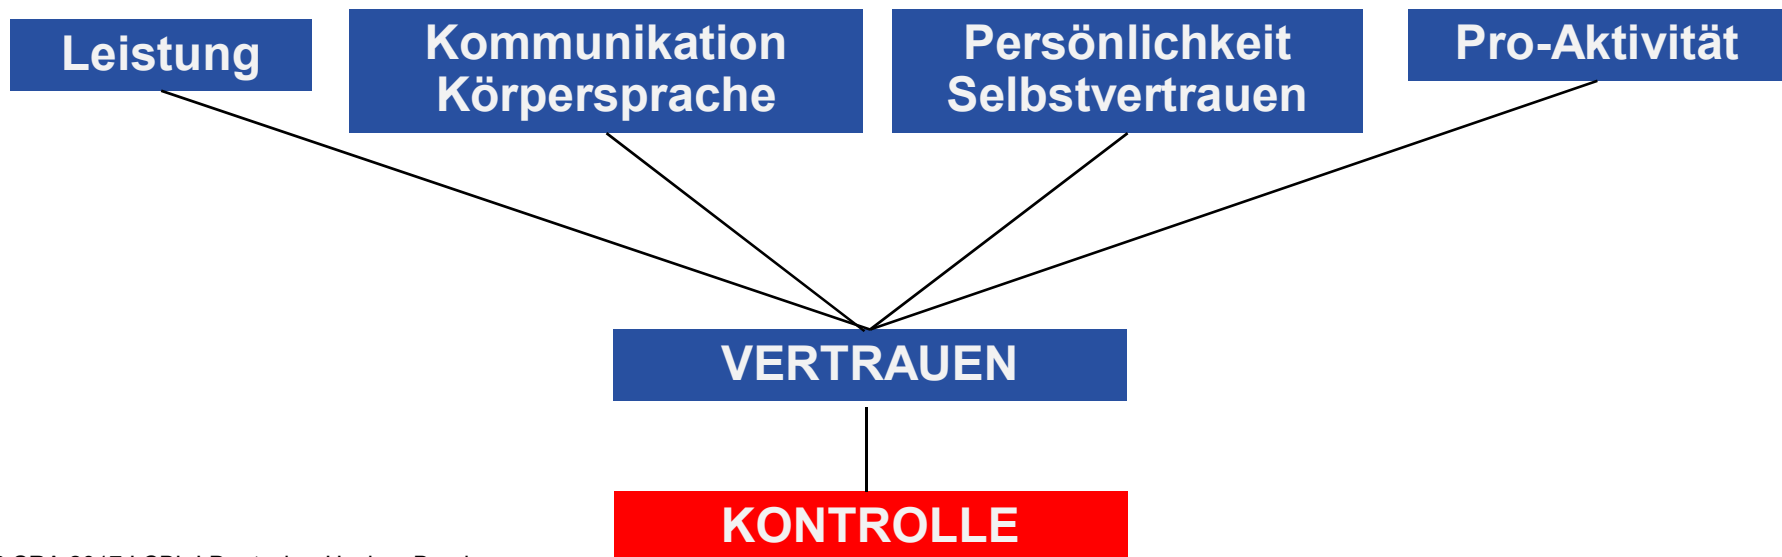 Leistung
Kommunikation
Körpersprache
Persönlichkeit
Selbstvertrauen
Pro-Aktivität
VERTRAUEN
KONTROLLE